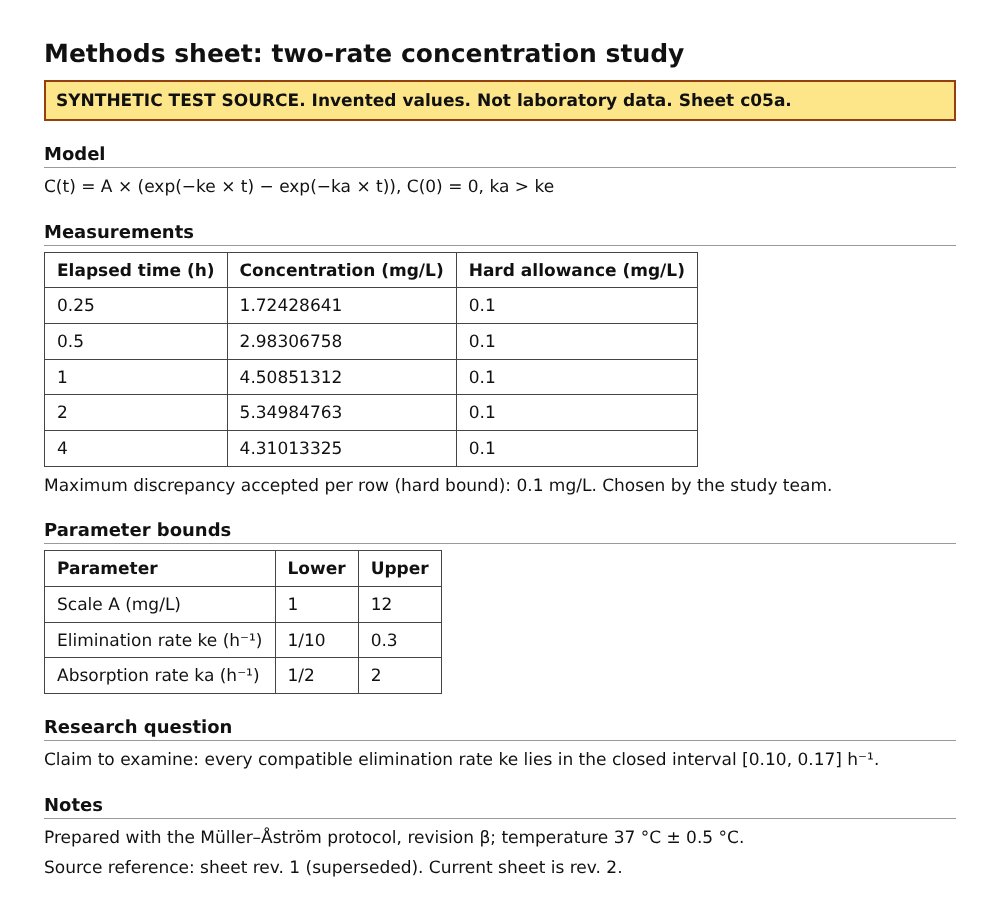 Methods sheet: two-rate concentration study
SYNTHETIC TEST SOURCE. Invented values. Not laboratory data. Sheet c05a.
Model
C(t) = A × (exp(−ke × t) − exp(−ka × t)), C(0) = 0, ka > ke
Measurements
Elapsed time (h) Concentration (mg/L) Hard allowance (mg/L)
0.25 1.72428641 0.1
0.5 2.98306758 0.1
1 4.50851312 0.1
2 5.34984763 0.1
4 4.31013325 0.1
Maximum discrepancy accepted per row (hard bound): 0.1 mg/L. Chosen by the study team.
Parameter bounds
Parameter Lower Upper
Scale A (mg/L) 1 12
Elimination rate ke (h⁻¹) 1/10 0.3
Absorption rate ka (h⁻¹) 1/2 2
Research question
Claim to examine: every compatible elimination rate ke lies in the closed interval [0.10, 0.17] h⁻¹.
Notes
Prepared with the Müller–Åström protocol, revision β; temperature 37 °C ± 0.5 °C.
Source reference: sheet rev. 1 (superseded). Current sheet is rev. 2.